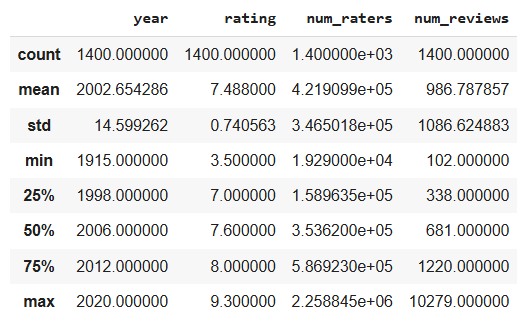 year rating num_raters num_reviews
count 1400.000000 1400.000000 1.400000e+03 1400.000000
mean 2002.654286 7.488000 4.219099e+05 986.787857
std 14.599262 0.740563 3.465018e+05 1086.624883
min 1915.000000 3.500000 1.929000e+04 102.000000
25% 1998.000000 7.000000 1.589635e+05 338.000000
50% 2006.000000 7.600000 3.536200e+05 681.000000
75% 2012.000000 8.000000 5.869230e+05 1220.000000
max 2020.000000 9.300000 2.258845e+06 10279.000000